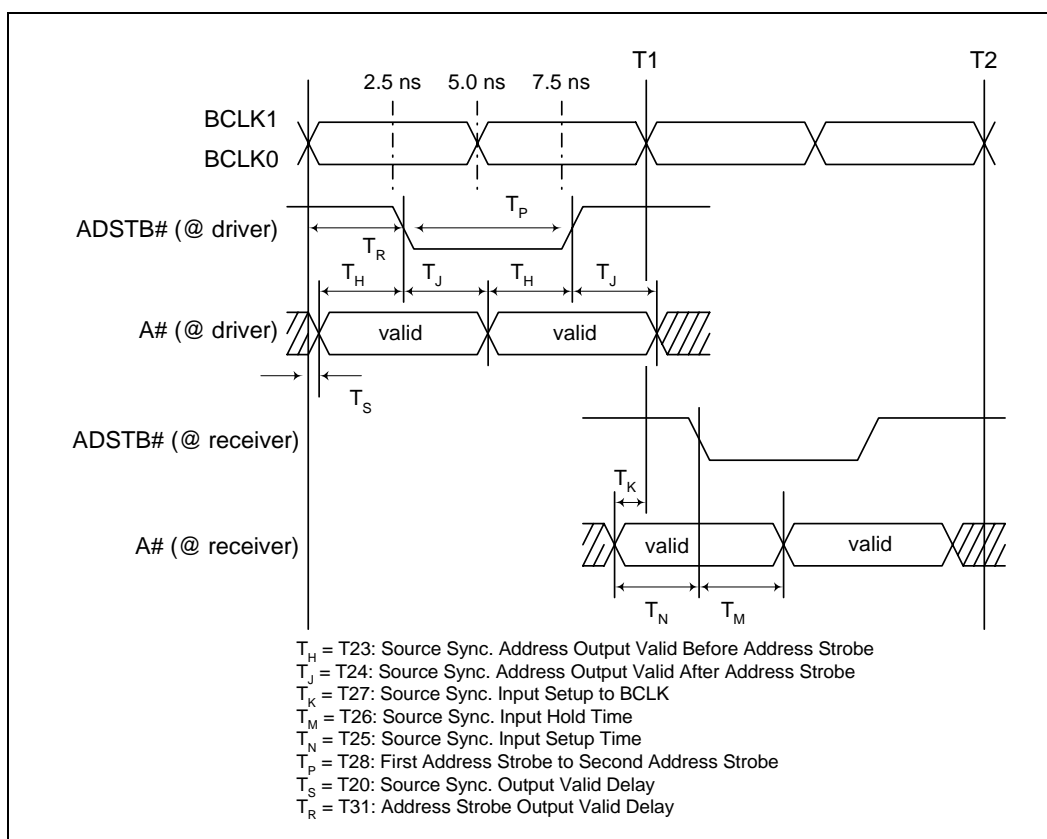 T1 T2
2.5 ns 5.0 ns 7.5 ns
BCLK1
BCLK0
T_P
ADSTB# (@ driver)
T_R
T_H T_J T_H T_J
A# (@ driver) valid valid
T_S
ADSTB# (@ receiver)
T_K
A# (@ receiver) valid valid
T_N T_M
T_H = T23: Source Sync. Address Output Valid Before Address Strobe
T_J = T24: Source Sync. Address Output Valid After Address Strobe
T_K = T27: Source Sync. Input Setup to BCLK
T_M = T26: Source Sync. Input Hold Time
T_N = T25: Source Sync. Input Setup Time
T_P = T28: First Address Strobe to Second Address Strobe
T_S = T20: Source Sync. Output Valid Delay
T_R = T31: Address Strobe Output Valid Delay